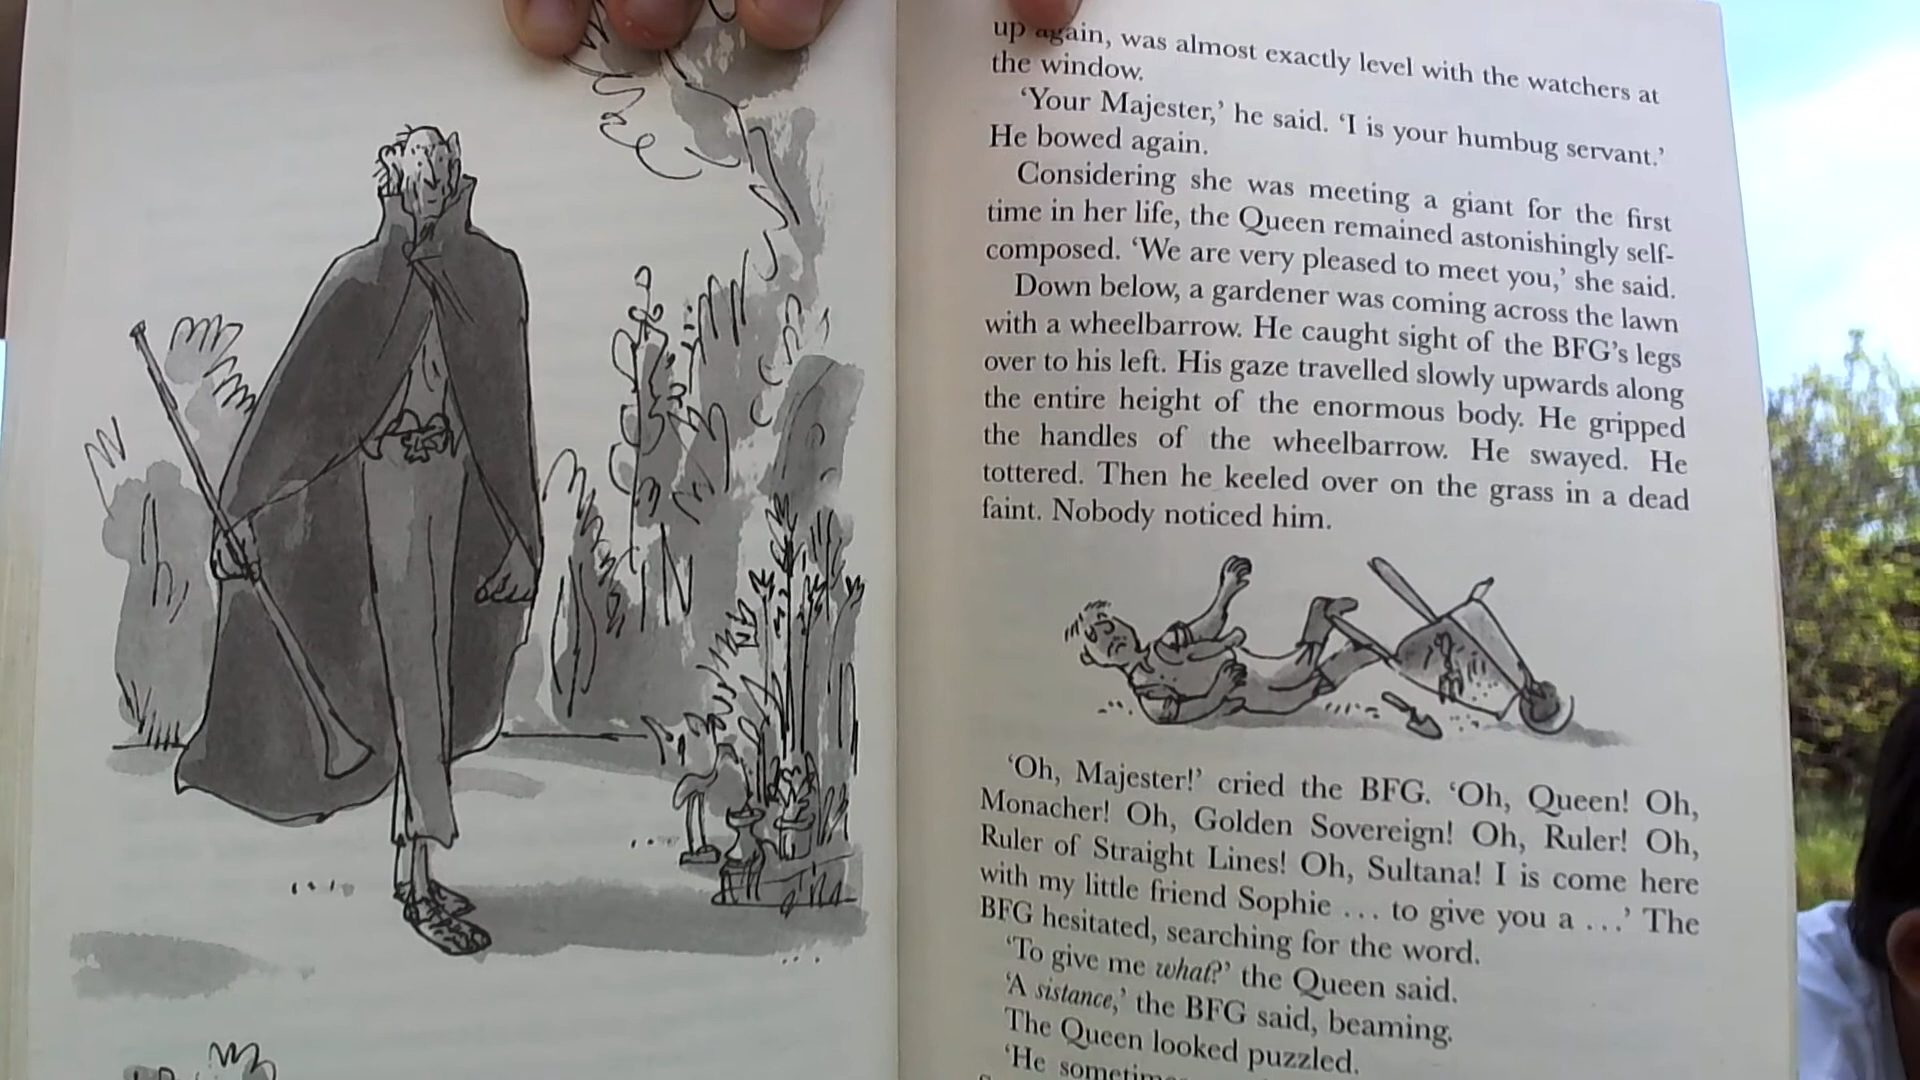 up again, was almost exactly level with the watchers at
the window.
‘Your Majester,’ he said. ‘I is your humbug servant.’
He bowed again.
Considering she was meeting a giant for the first
time in her life, the Queen remained astonishingly self-
composed. ‘We are very pleased to meet you,’ she said.
Down below, a gardener was coming across the lawn
with a wheelbarrow. He caught sight of the BFG’s legs
over to his left. His gaze travelled slowly upwards along
the entire height of the enormous body. He gripped
the handles of the wheelbarrow. He swayed. He
tottered. Then he keeled over on the grass in a dead
faint. Nobody noticed him.
‘Oh, Majester!’ cried the BFG. ‘Oh, Queen! Oh,
Monacher! Oh, Golden Sovereign! Oh, Ruler! Oh,
Ruler of Straight Lines! Oh, Sultana! I is come here
with my little friend Sophie ... to give you a ...’ The
BFG hesitated, searching for the word.
‘To give me what?’ the Queen said.
‘A sistance,’ the BFG said, beaming.
The Queen looked puzzled.
‘He